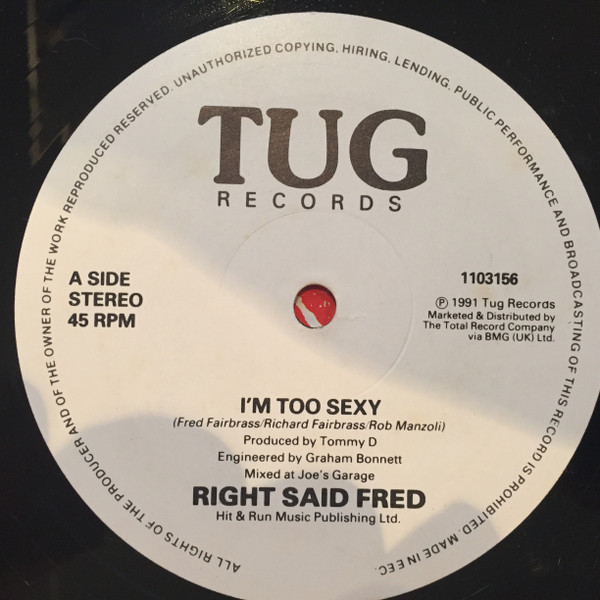 ALL RIGHTS OF THE PRODUCER AND OF THE OWNER OF THE WORK REPRODUCED RESERVED. UNAUTHORIZED COPYING, HIRING, LENDING, PUBLIC PERFORMANCE AND BROADCASTING OF THIS RECORD IS PROHIBITED. MADE IN EEC.
TUG
RECORDS
A SIDE
STEREO
45 RPM
1103156
Ⓟ 1991 Tug Records
Marketed & Distributed by
The Total Record Company
via BMG (UK) Ltd.
I'M TOO SEXY
(Fred Fairbrass/Richard Fairbrass/Rob Manzoli)
Produced by Tommy D
Engineered by Graham Bonnett
Mixed at Joe's Garage
RIGHT SAID FRED
Hit & Run Music Publishing Ltd.